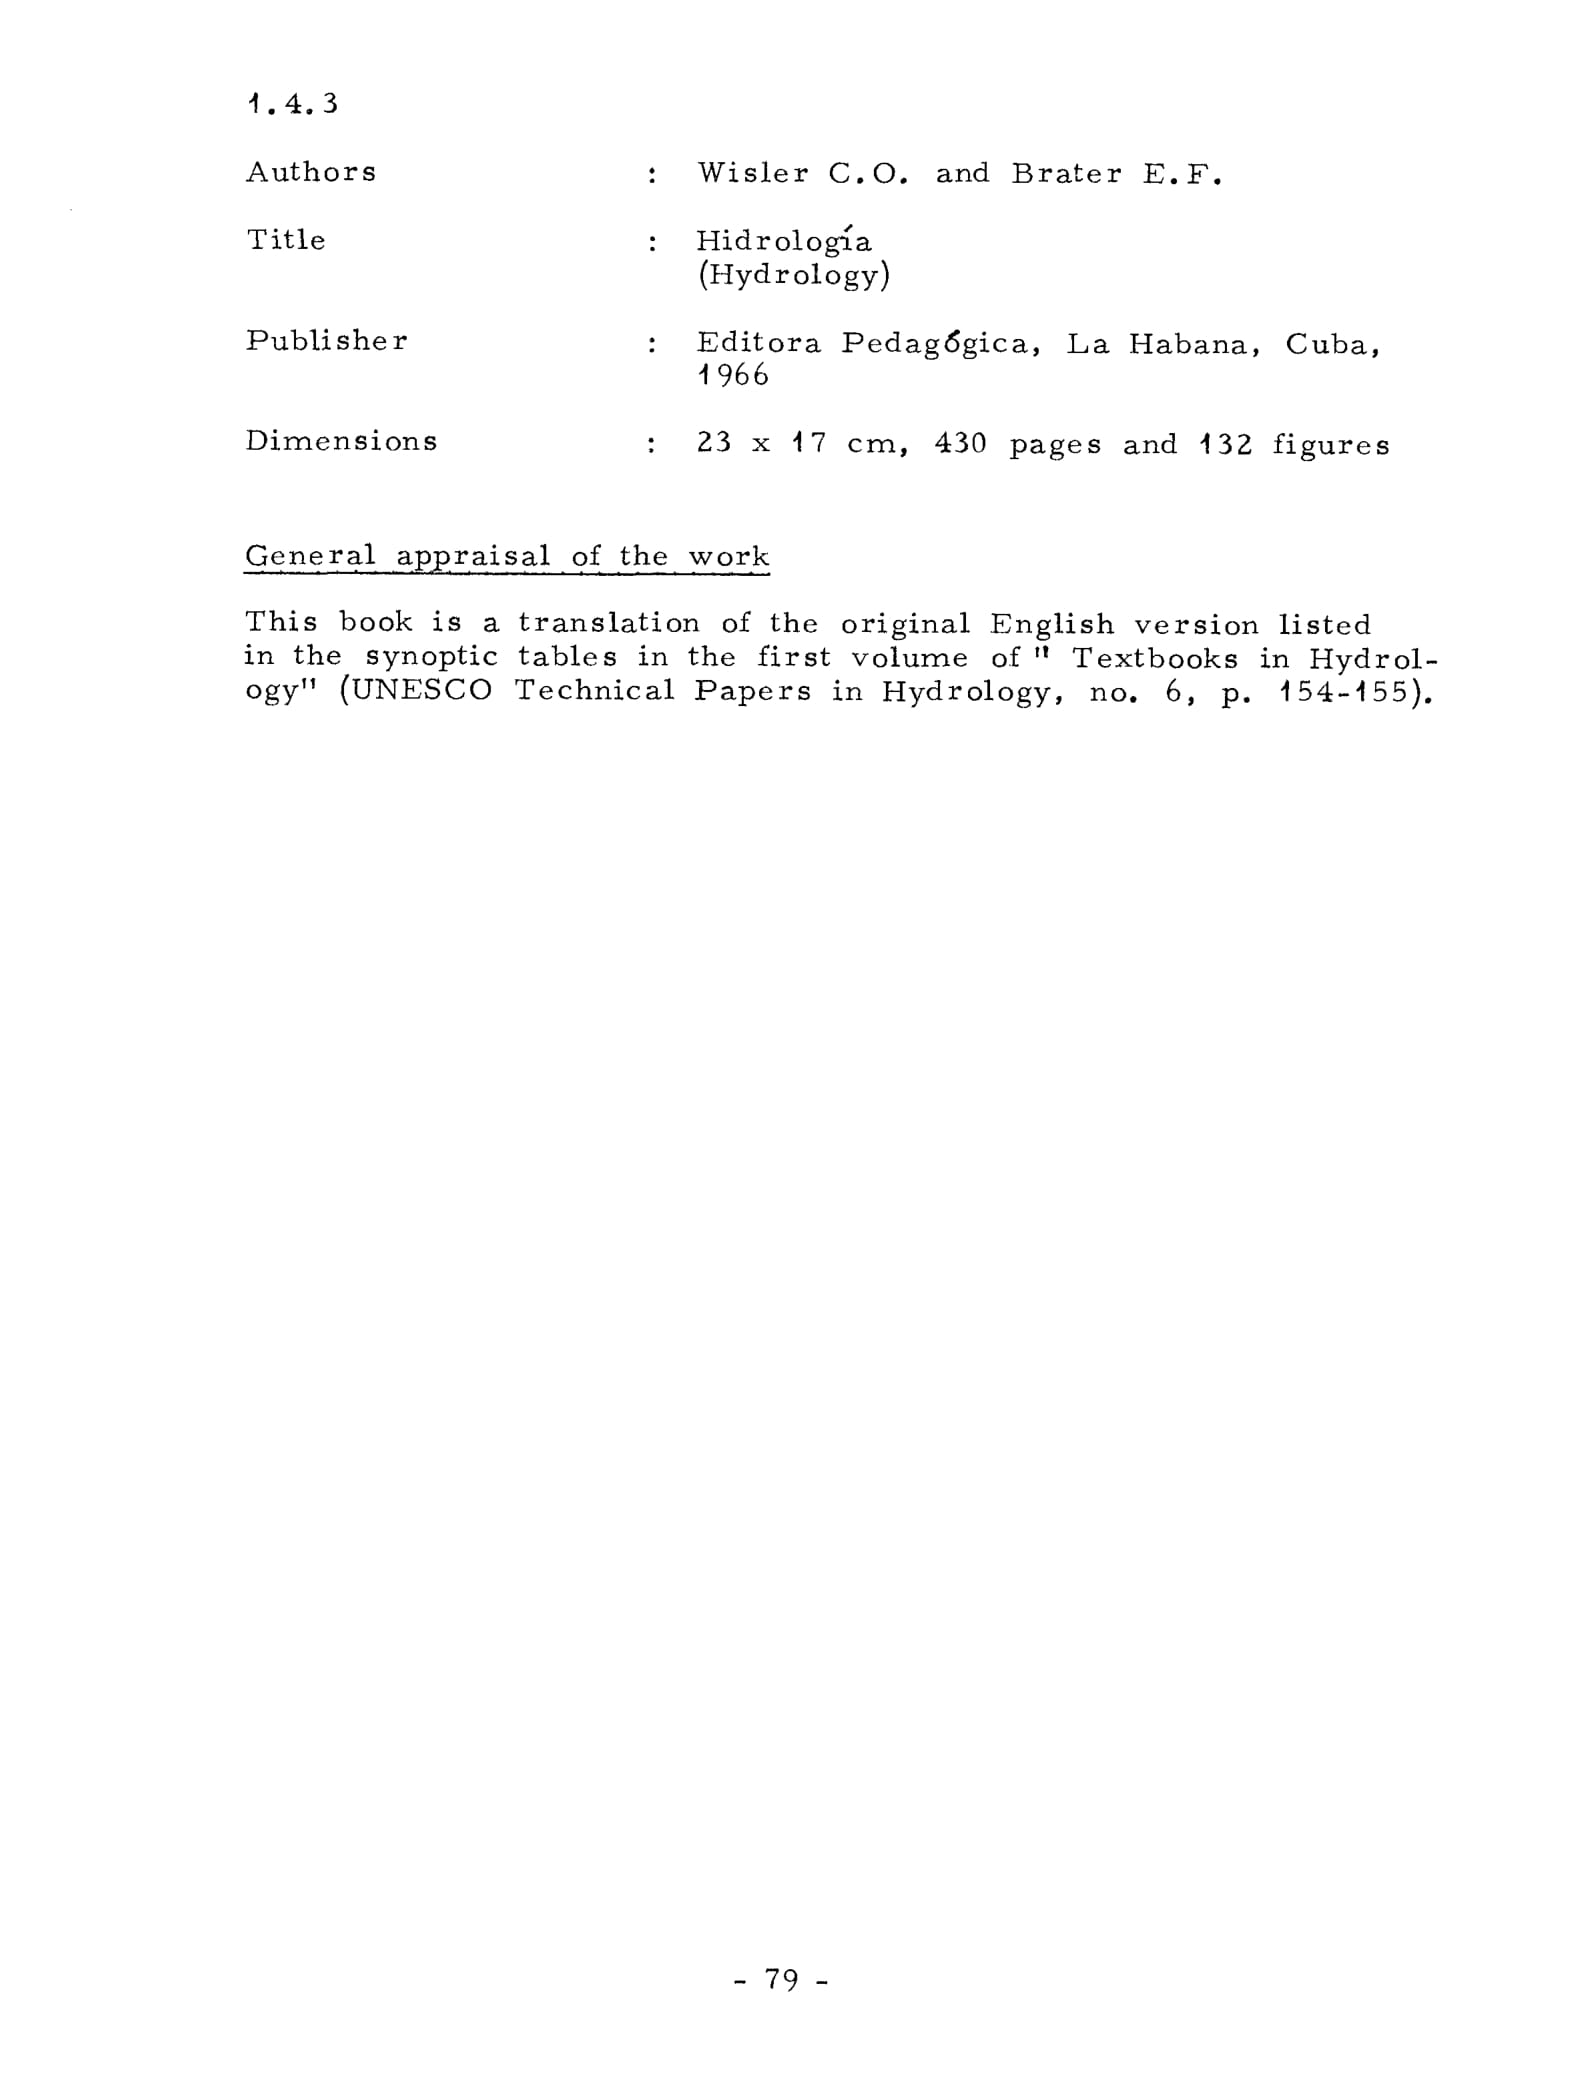 1.4.3
Authors : Wisler C.O. and Brater E.F.
Title : Hidrología
(Hydrology)
Publisher : Editora Pedagógica, La Habana, Cuba,
1966
Dimensions : 23 x 17 cm, 430 pages and 132 figures
General appraisal of the work
This book is a translation of the original English version listed
in the synoptic tables in the first volume of " Textbooks in Hydrol-
ogy" (UNESCO Technical Papers in Hydrology, no. 6, p. 154-155).
- 79 -